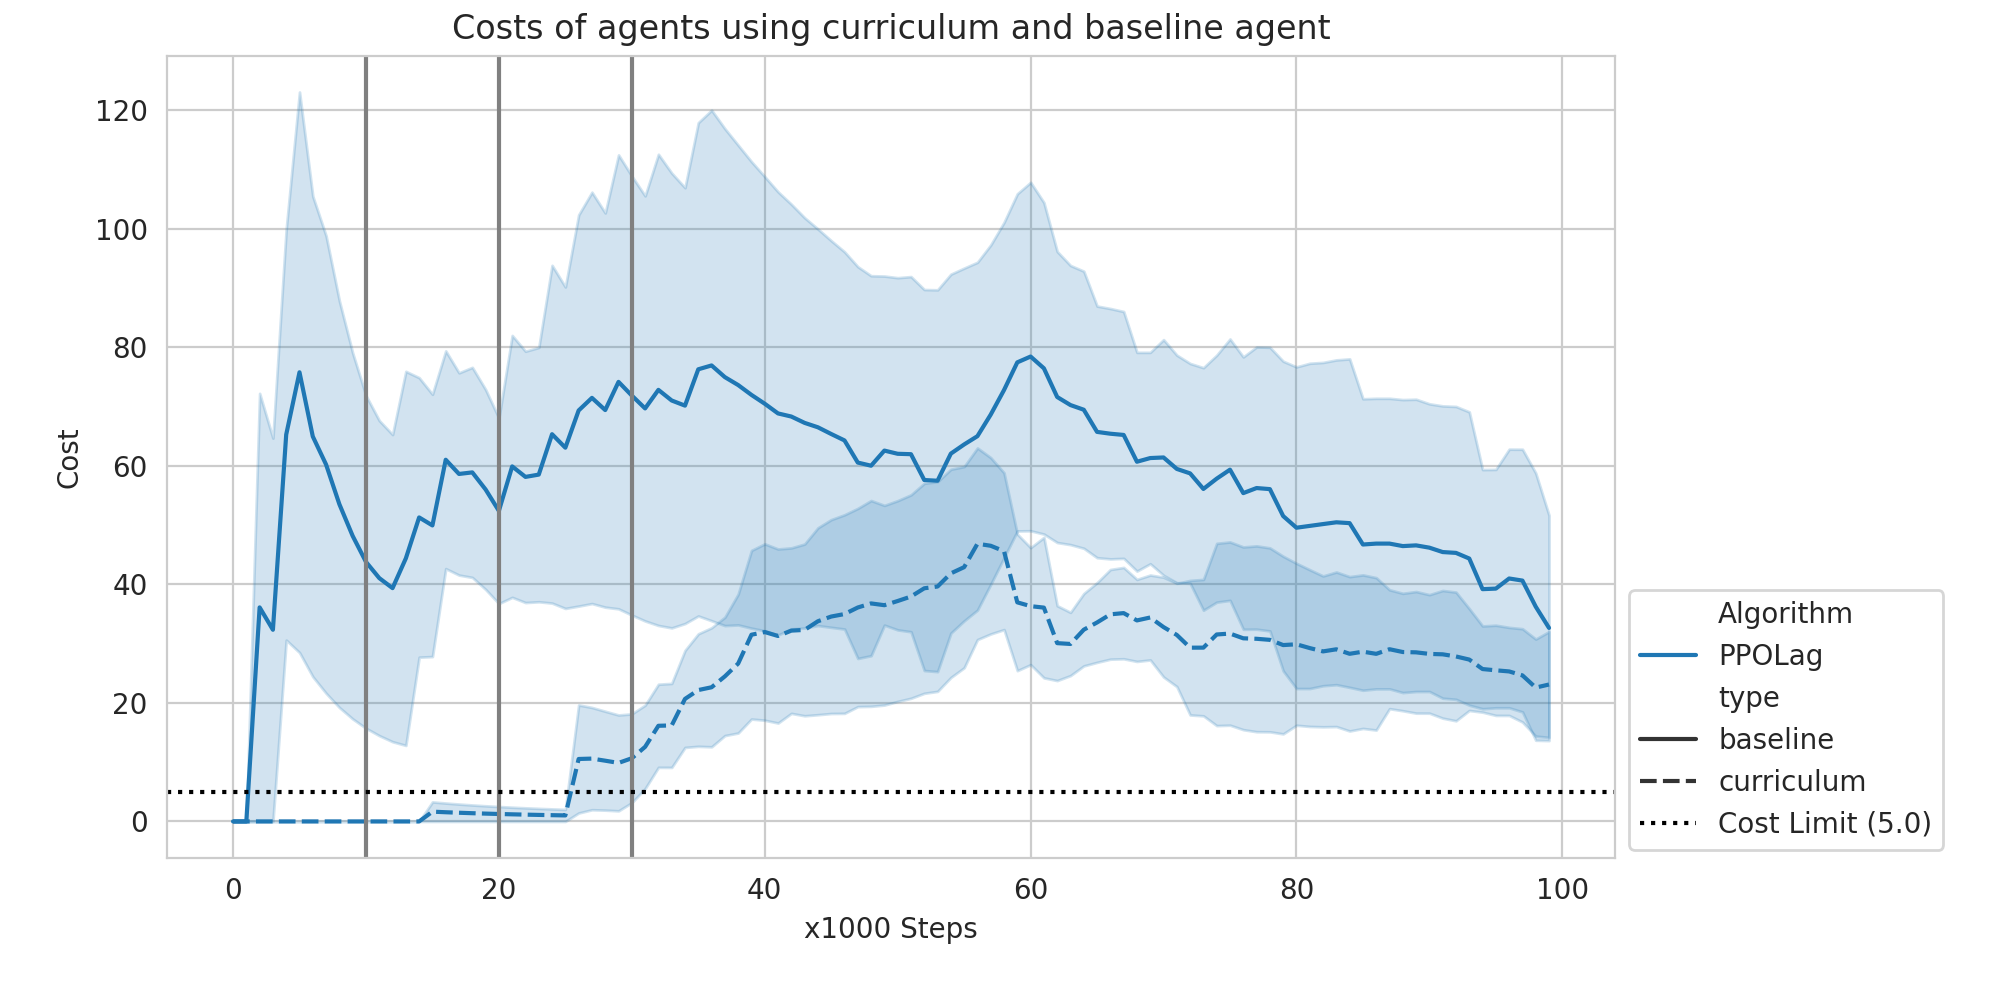 Costs of agents using curriculum and baseline agent
120
100
80
60
40
20
0
Cost
0 20 40 60 80 100
x1000 Steps
Algorithm
PPOLag
type
baseline
curriculum
Cost Limit (5.0)